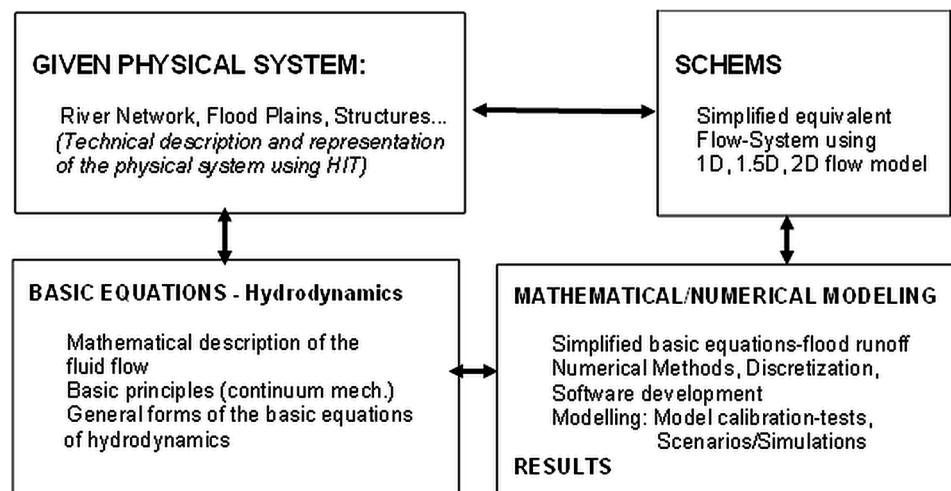 GIVEN PHYSICAL SYSTEM:
River Network, Flood Plains, Structures...
(Technical description and representation
of the physical system using HIT)
SCHEMS
Simplified equivalent
Flow-System using
1D, 1.5D, 2D flow model
BASIC EQUATIONS - Hydrodynamics
Mathematical description of the
fluid flow
Basic principles (continuum mech.)
General forms of the basic equations
of hydrodynamics
MATHEMATICAL/NUMERICAL MODELING
Simplified basic equations-flood runoff
Numerical Methods, Discretization,
Software development
Modelling: Model calibration-tests,
Scenarios/Simulations
RESULTS